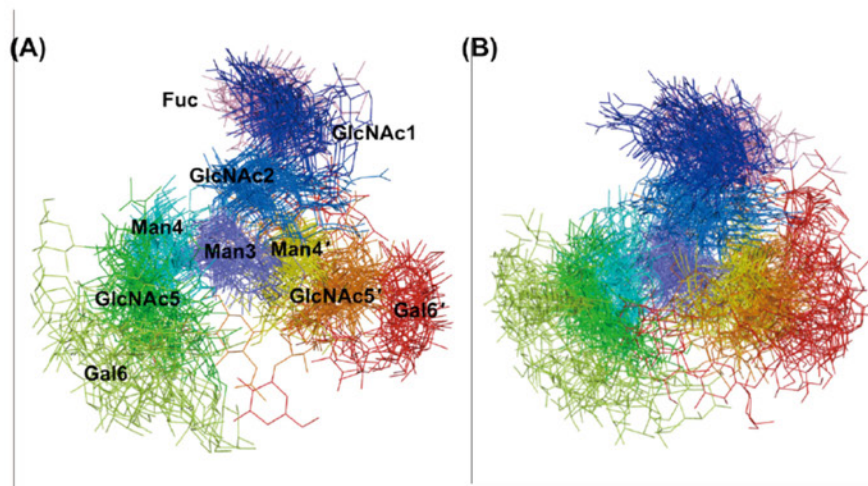 (A)
(B)
Fuc
GlcNAc1
GlcNAc2
Man4
Man3
Man4'
GlcNAc5
GlcNAc5'
Gal6'
Gal6